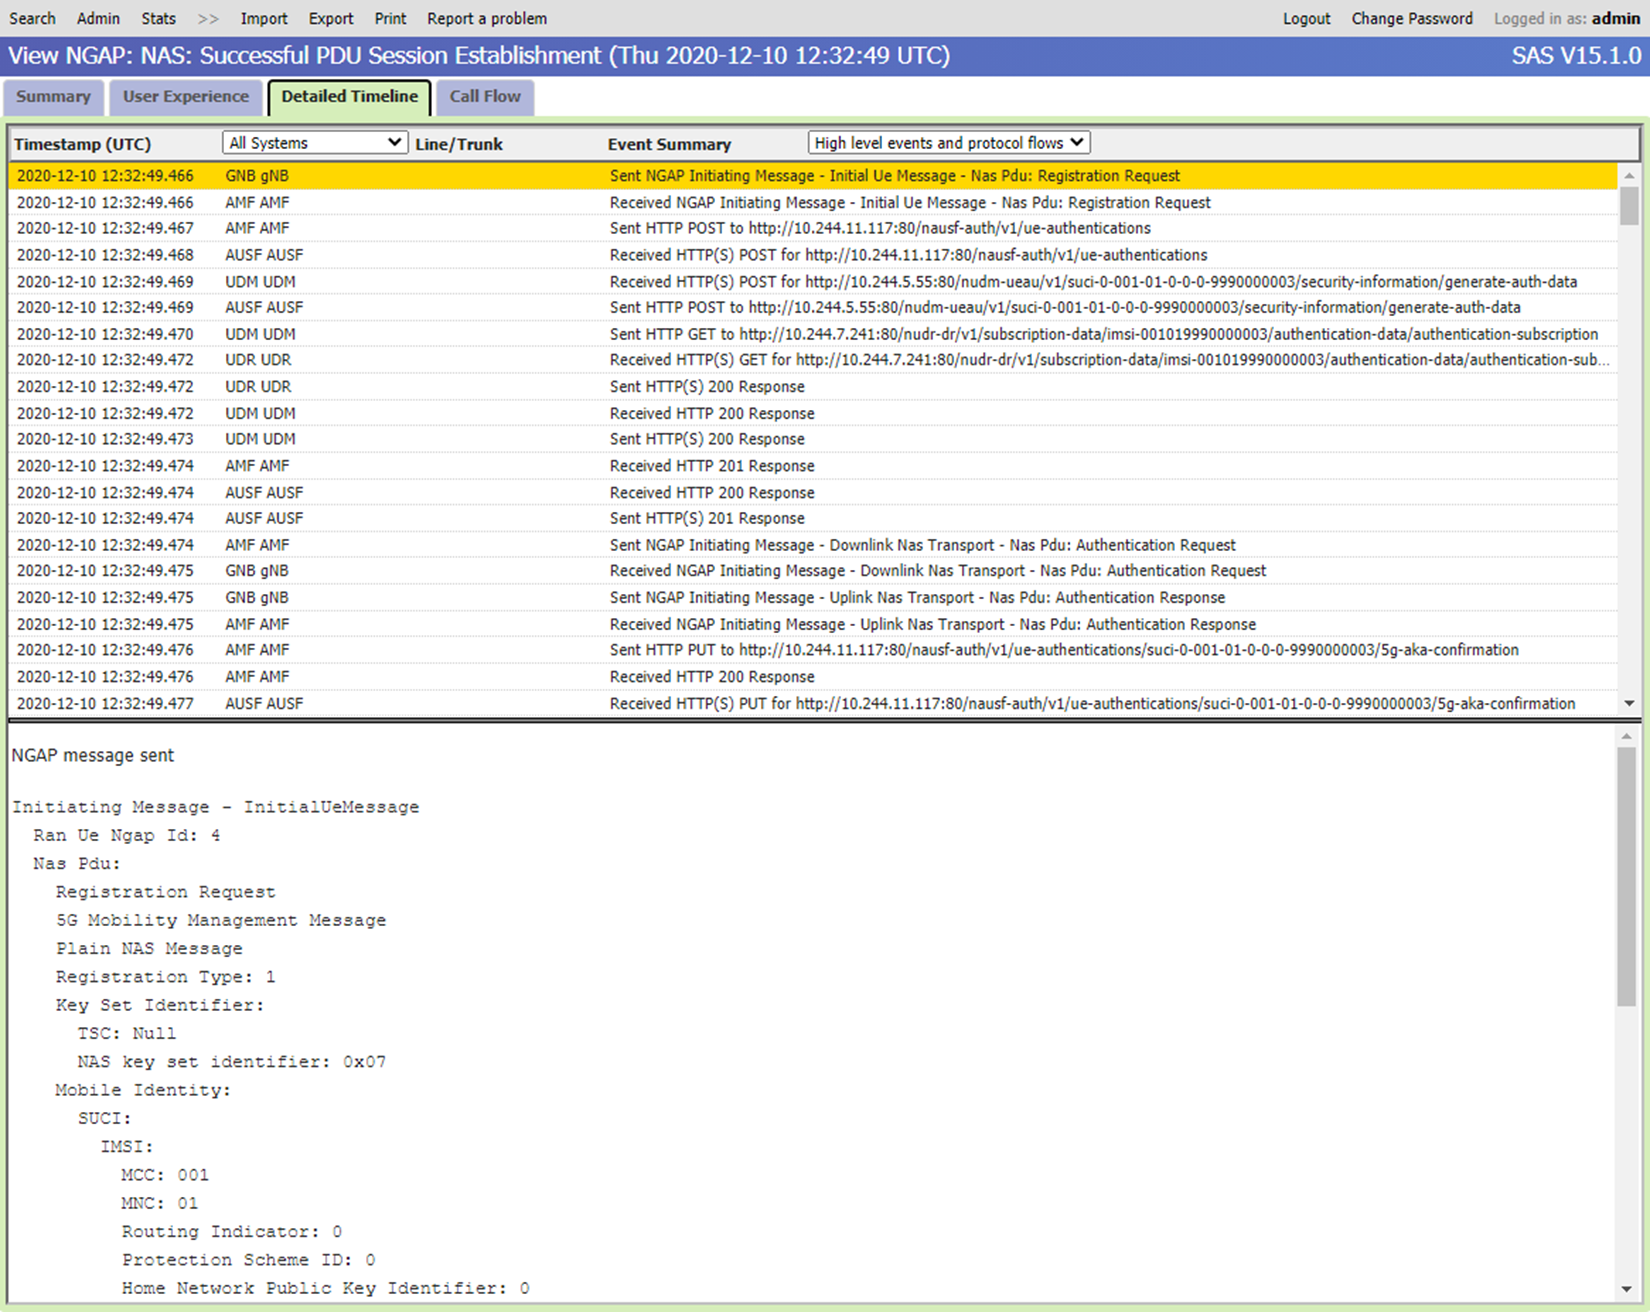 Search Admin Stats >> Import Export Print Report a problem Logout Change Password Logged in as: admin
View NGAP: NAS: Successful PDU Session Establishment (Thu 2020-12-10 12:32:49 UTC) SAS V15.1.0
Summary User Experience Detailed Timeline Call Flow
Timestamp (UTC) All Systems Line/Trunk Event Summary High level events and protocol flows
2020-12-10 12:32:49.466 GNB gNB Sent NGAP Initiating Message - Initial Ue Message - Nas Pdu: Registration Request
2020-12-10 12:32:49.466 AMF AMF Received NGAP Initiating Message - Initial Ue Message - Nas Pdu: Registration Request
2020-12-10 12:32:49.467 AMF AMF Sent HTTP POST to http://10.244.11.117:80/nausf-auth/v1/ue-authentications
2020-12-10 12:32:49.468 AUSF AUSF Received HTTP(S) POST for http://10.244.11.117:80/nausf-auth/v1/ue-authentications
2020-12-10 12:32:49.469 UDM UDM Received HTTP(S) POST for http://10.244.5.55:80/nudm-ueau/v1/suci-0-001-01-0-0-0-9990000003/security-information/generate-auth-data
2020-12-10 12:32:49.469 AUSF AUSF Sent HTTP POST to http://10.244.5.55:80/nudm-ueau/v1/suci-0-001-01-0-0-0-9990000003/security-information/generate-auth-data
2020-12-10 12:32:49.470 UDM UDM Sent HTTP GET to http://10.244.7.241:80/nudr-dr/v1/subscription-data/imsi-001019990000003/authentication-data/authentication-subscription
2020-12-10 12:32:49.472 UDR UDR Received HTTP(S) GET for http://10.244.7.241:80/nudr-dr/v1/subscription-data/imsi-001019990000003/authentication-data/authentication-sub...
2020-12-10 12:32:49.472 UDR UDR Sent HTTP(S) 200 Response
2020-12-10 12:32:49.472 UDM UDM Received HTTP 200 Response
2020-12-10 12:32:49.473 UDM UDM Sent HTTP(S) 200 Response
2020-12-10 12:32:49.474 AMF AMF Received HTTP 201 Response
2020-12-10 12:32:49.474 AUSF AUSF Received HTTP 200 Response
2020-12-10 12:32:49.474 AUSF AUSF Sent HTTP(S) 201 Response
2020-12-10 12:32:49.474 AMF AMF Sent NGAP Initiating Message - Downlink Nas Transport - Nas Pdu: Authentication Request
2020-12-10 12:32:49.475 GNB gNB Received NGAP Initiating Message - Downlink Nas Transport - Nas Pdu: Authentication Request
2020-12-10 12:32:49.475 GNB gNB Sent NGAP Initiating Message - Uplink Nas Transport - Nas Pdu: Authentication Response
2020-12-10 12:32:49.475 AMF AMF Received NGAP Initiating Message - Uplink Nas Transport - Nas Pdu: Authentication Response
2020-12-10 12:32:49.476 AMF AMF Sent HTTP PUT to http://10.244.11.117:80/nausf-auth/v1/ue-authentications/suci-0-001-01-0-0-0-9990000003/5g-aka-confirmation
2020-12-10 12:32:49.476 AMF AMF Received HTTP 200 Response
2020-12-10 12:32:49.477 AUSF AUSF Received HTTP(S) PUT for http://10.244.11.117:80/nausf-auth/v1/ue-authentications/suci-0-001-01-0-0-0-9990000003/5g-aka-confirmation
NGAP message sent
Initiating Message - InitialUeMessage
Ran Ue Ngap Id: 4
Nas Pdu:
Registration Request
5G Mobility Management Message
Plain NAS Message
Registration Type: 1
Key Set Identifier:
TSC: Null
NAS key set identifier: 0x07
Mobile Identity:
SUCI:
IMSI:
MCC: 001
MNC: 01
Routing Indicator: 0
Protection Scheme ID: 0
Home Network Public Key Identifier: 0